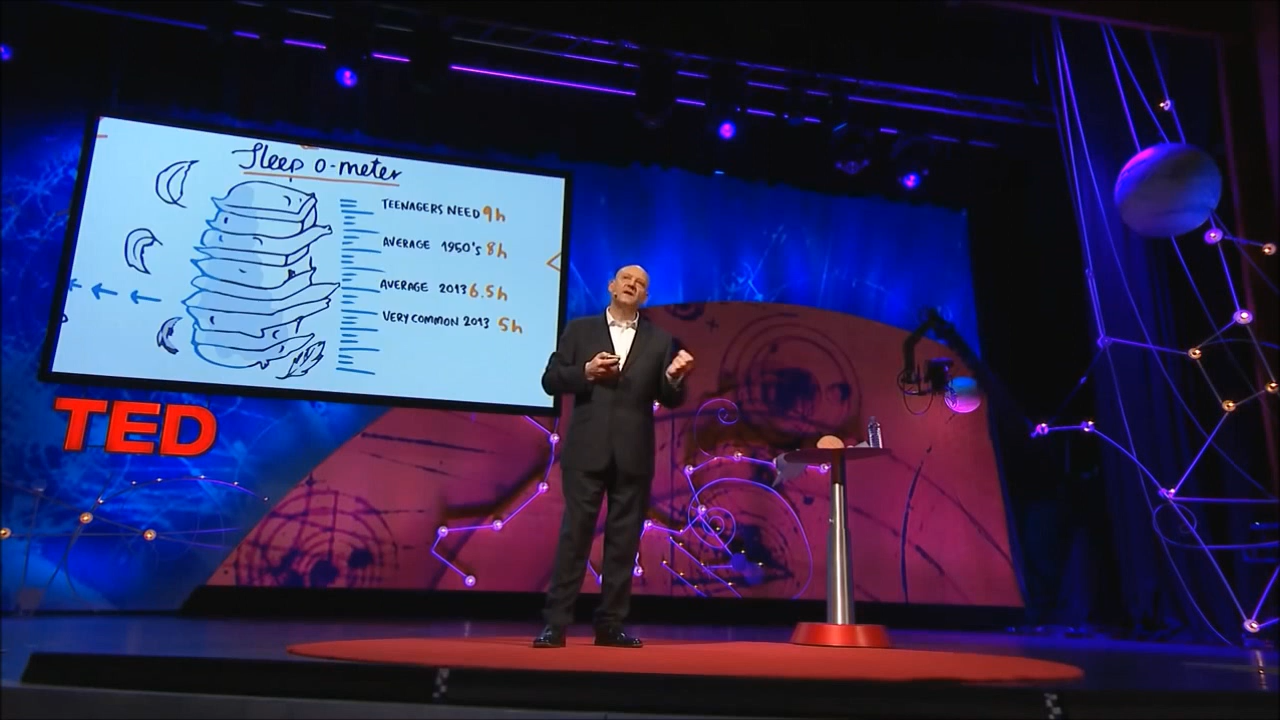 Sleep o-meter
TEENAGERS NEED 9h
AVERAGE 1950's 8h
AVERAGE 2013 6.5h
VERY COMMON 2013 5h
TED